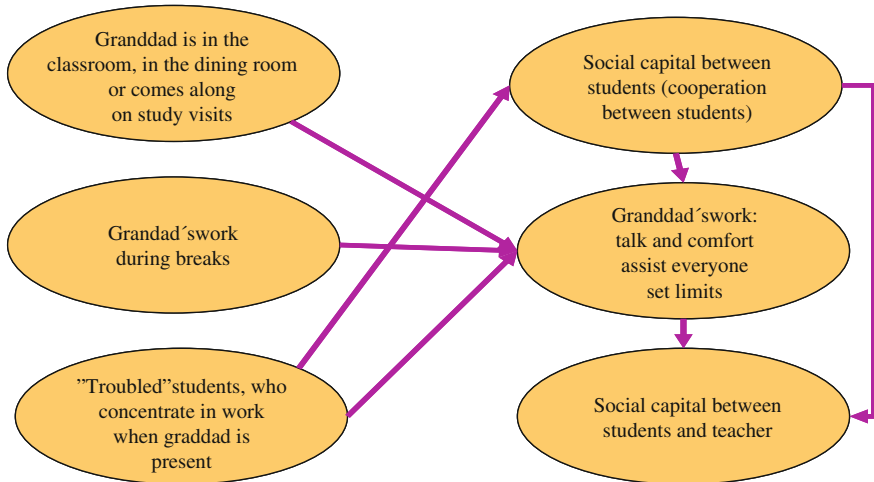 Granddad is in the
classroom, in the dining room
or comes along
on study visits
Grandad´swork
during breaks
”Troubled”students, who
concentrate in work
when graddad is
present
Social capital between
students (cooperation
between students)
Granddad´swork:
talk and comfort
assist everyone
set limits
Social capital between
students and teacher